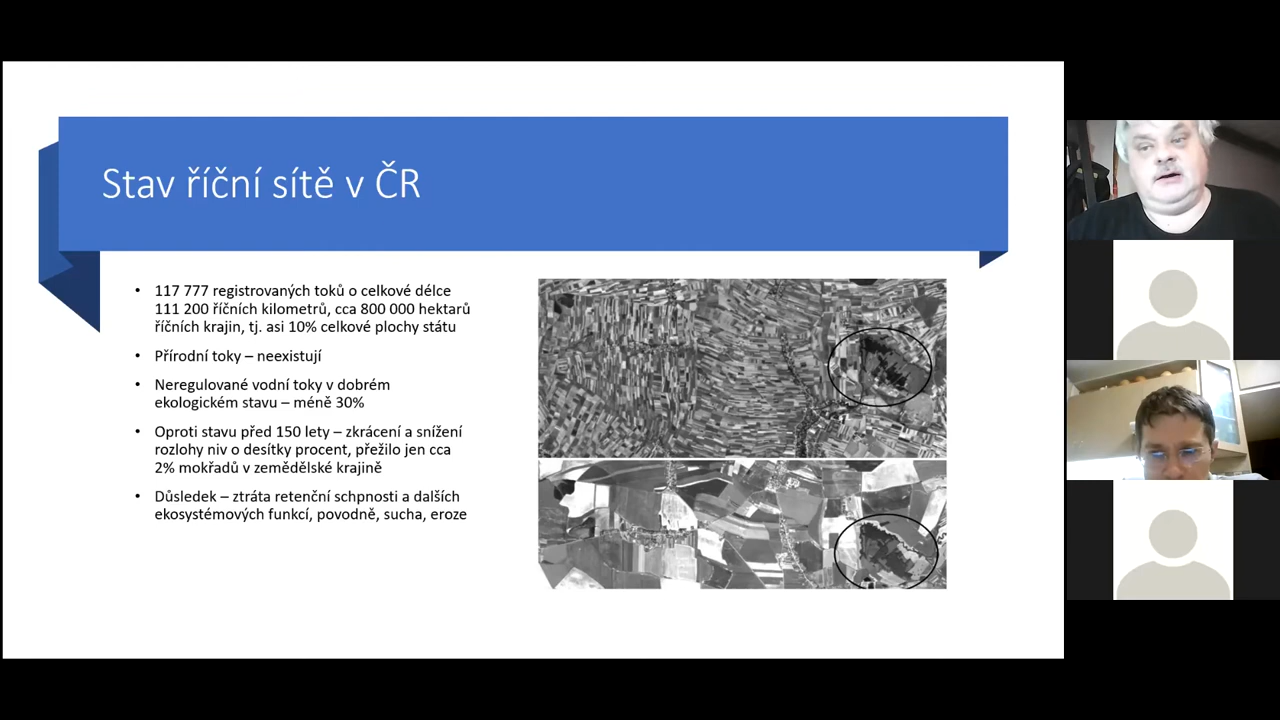 Stav říční sítě v ČR
• 117 777 registrovaných toků o celkové délce
111 200 říčních kilometrů, cca 800 000 hektarů
říčních krajin, tj. asi 10% celkové plochy státu
• Přírodní toky – neexistují
• Neregulované vodní toky v dobrém
ekologickém stavu – méně 30%
• Oproti stavu před 150 lety – zkrácení a snížení
rozlohy niv o desítky procent, přežilo jen cca
2% mokřadů v zemědělské krajině
• Důsledek – ztráta retenční schpnosti a dalších
ekosystémových funkcí, povodně, sucha, eroze